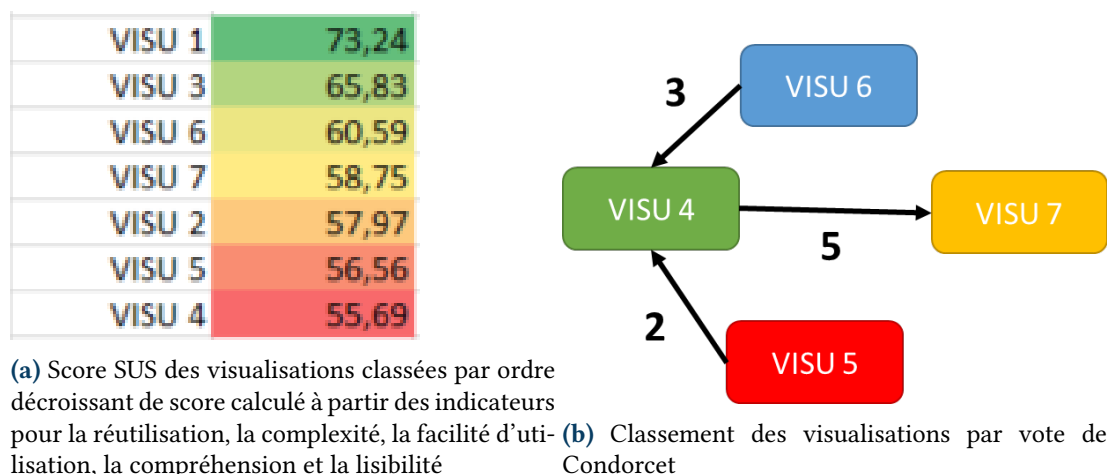 VISU 1 73,24
VISU 3 65,83
VISU 6 60,59
VISU 7 58,75
VISU 2 57,97
VISU 5 56,56
VISU 4 55,69
(a) Score SUS des visualisations classées par ordre
décroissant de score calculé à partir des indicateurs
pour la réutilisation, la complexité, la facilité d'uti-
lisation, la compréhension et la lisibilité
VISU 6
3
VISU 4
VISU 7
5
2
VISU 5
(b) Classement des visualisations par vote de
Condorcet